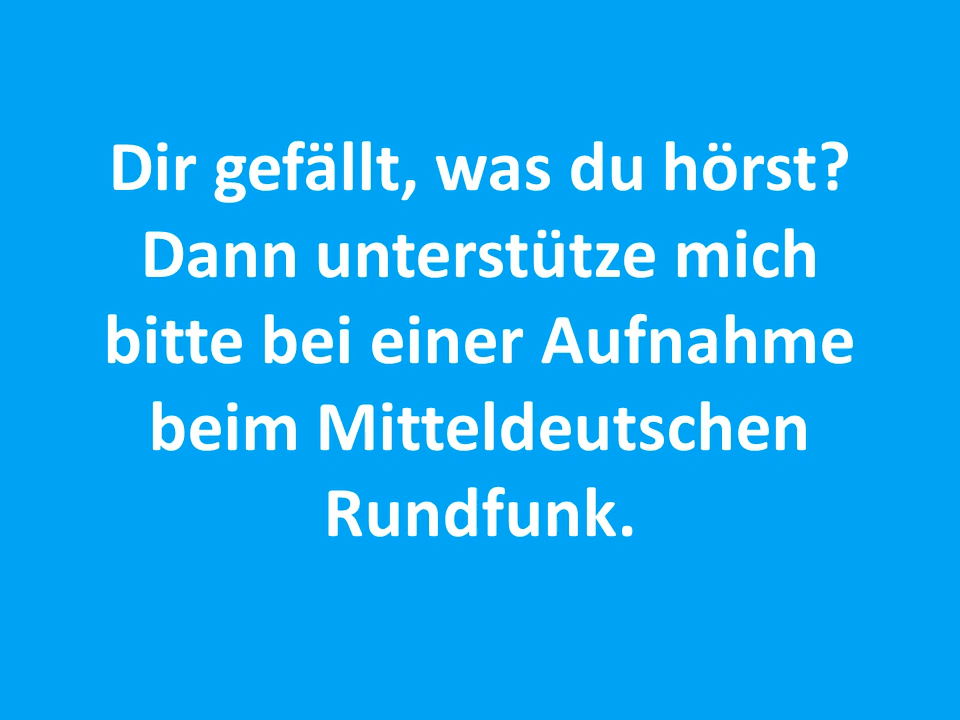 Dir gefällt, was du hörst?
Dann unterstütze mich
bitte bei einer Aufnahme
beim Mitteldeutschen
Rundfunk.